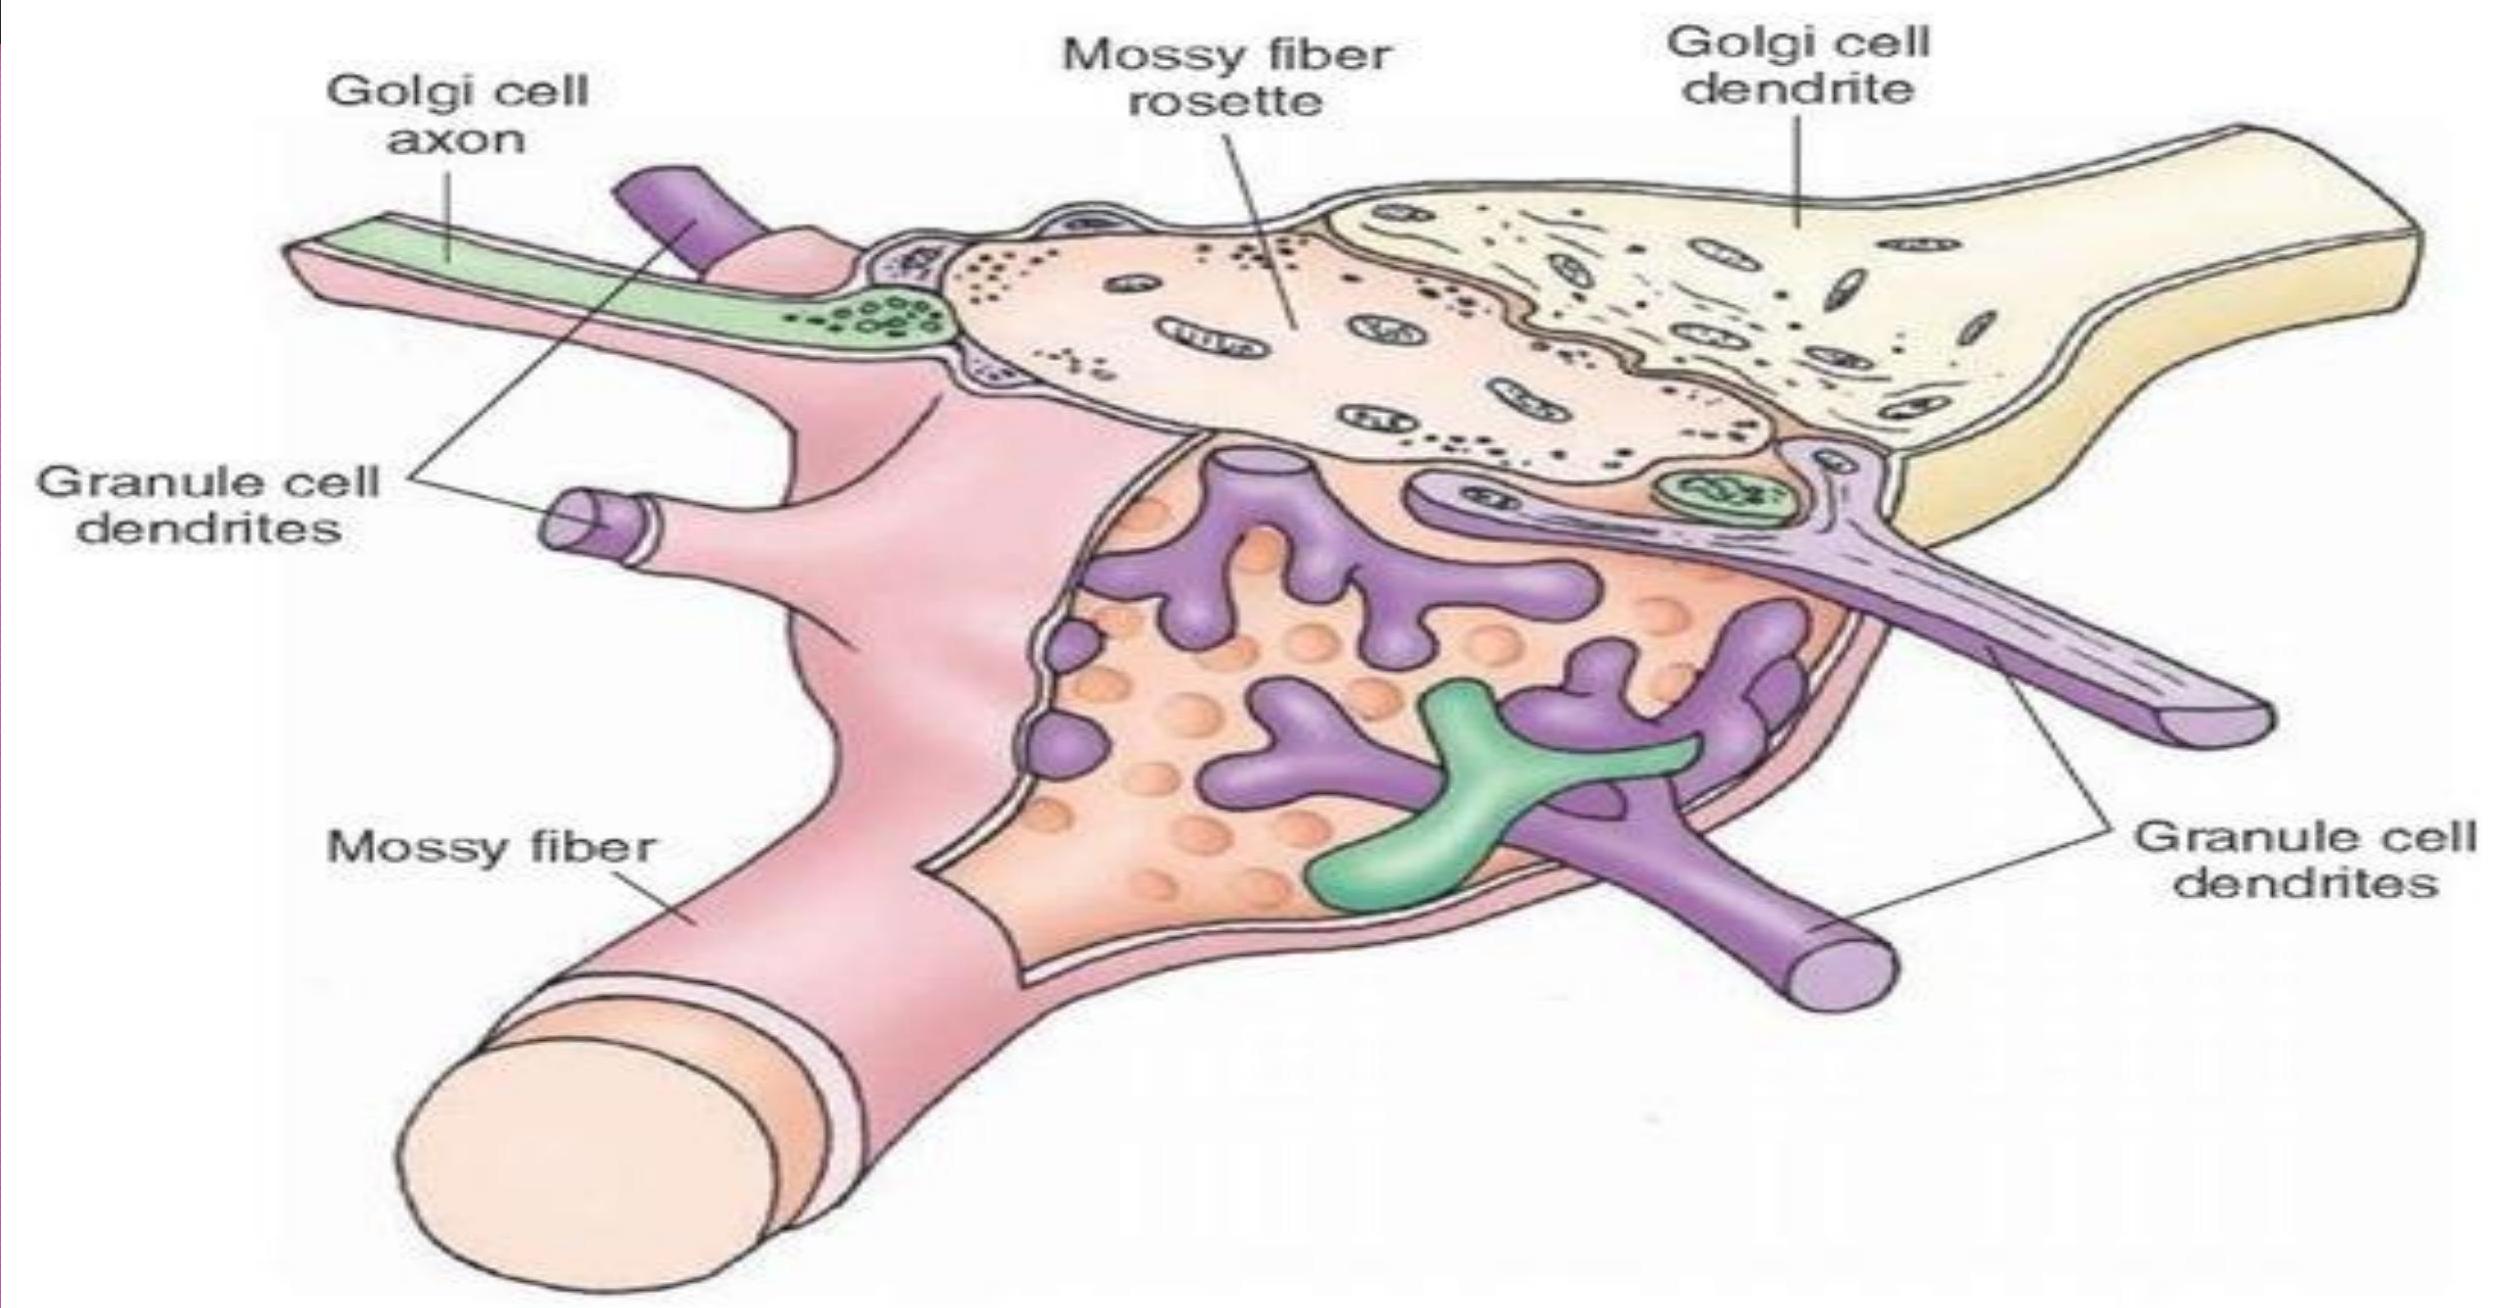 Golgi cell
axon
Mossy fiber
rosette
Golgi cell
dendrite
Granule cell
dendrites
Mossy fiber
Granule cell
dendrites